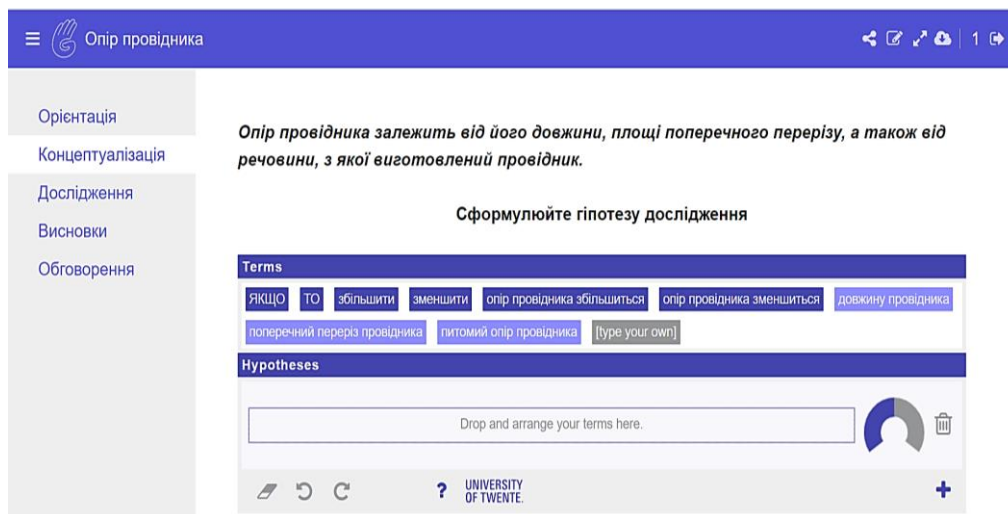 Опір провідника
1
Орієнтація
Концептуалізація
Дослідження
Висновки
Обговорення
Опір провідника залежить від його довжини, площі поперечного перерізу, а також від
речовини, з якої виготовлений провідник.
Сформулюйте гіпотезу дослідження
Terms
ЯКЩО ТО збільшити зменшити опір провідника збільшиться опір провідника зменшиться довжину провідника
поперечний переріз провідника питомий опір провідника [type your own]
Hypotheses
Drop and arrange your terms here.
? UNIVERSITY
OF TWENTE.